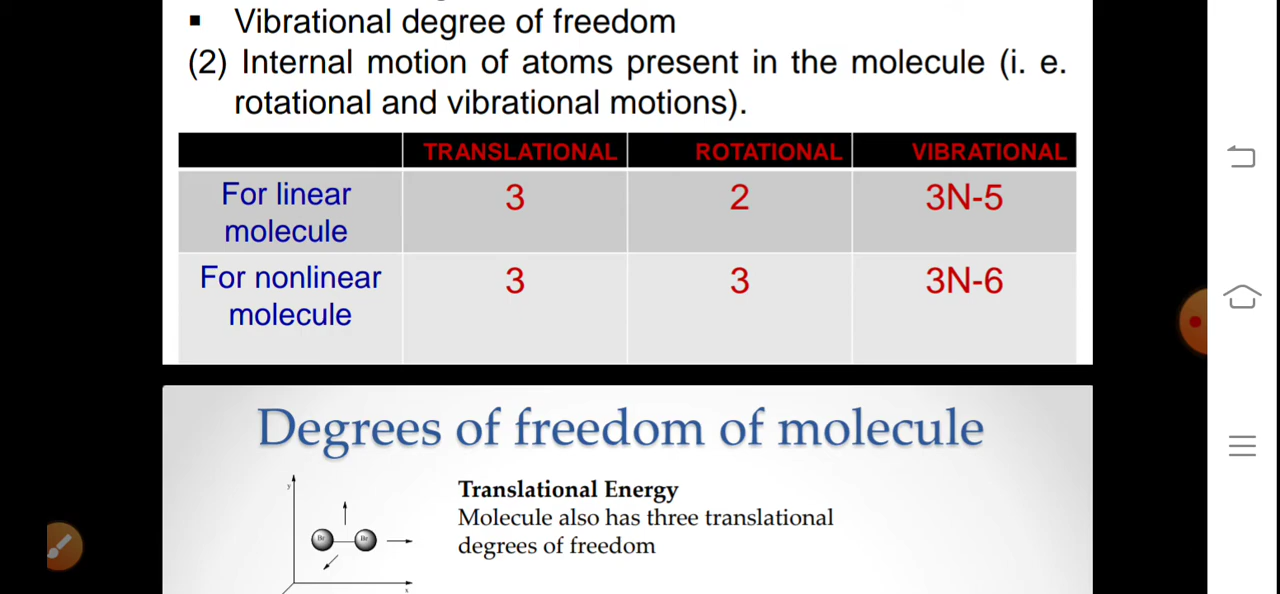 ▪ Vibrational degree of freedom
(2) Internal motion of atoms present in the molecule (i. e.
rotational and vibrational motions).
TRANSLATIONAL ROTATIONAL VIBRATIONAL
For linear
molecule
3 2 3N-5
For nonlinear
molecule
3 3 3N-6
Degrees of freedom of molecule
Translational Energy
Molecule also has three translational
degrees of freedom
y
Br Br
x